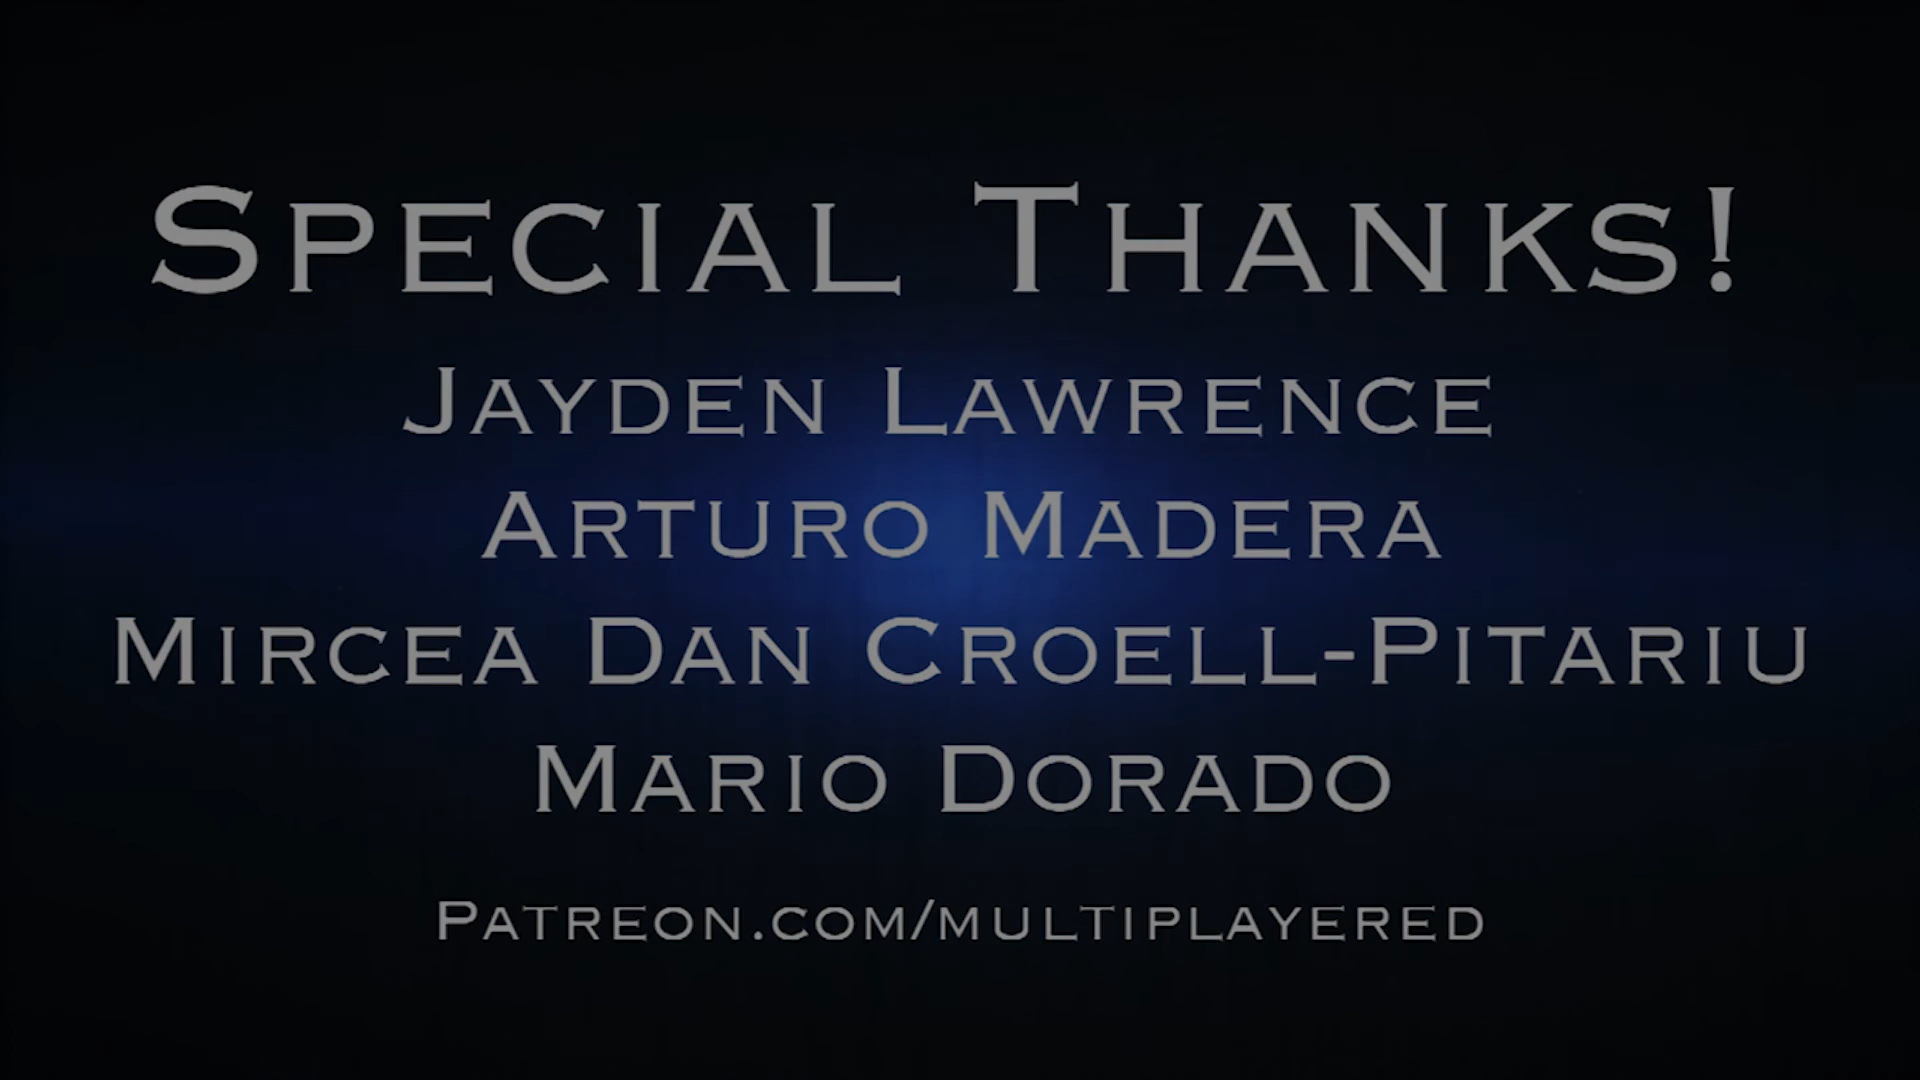 Special Thanks!
Jayden Lawrence
Arturo Madera
Mircea Dan Croell-Pitariu
Mario Dorado
Patreon.com/multiplayered